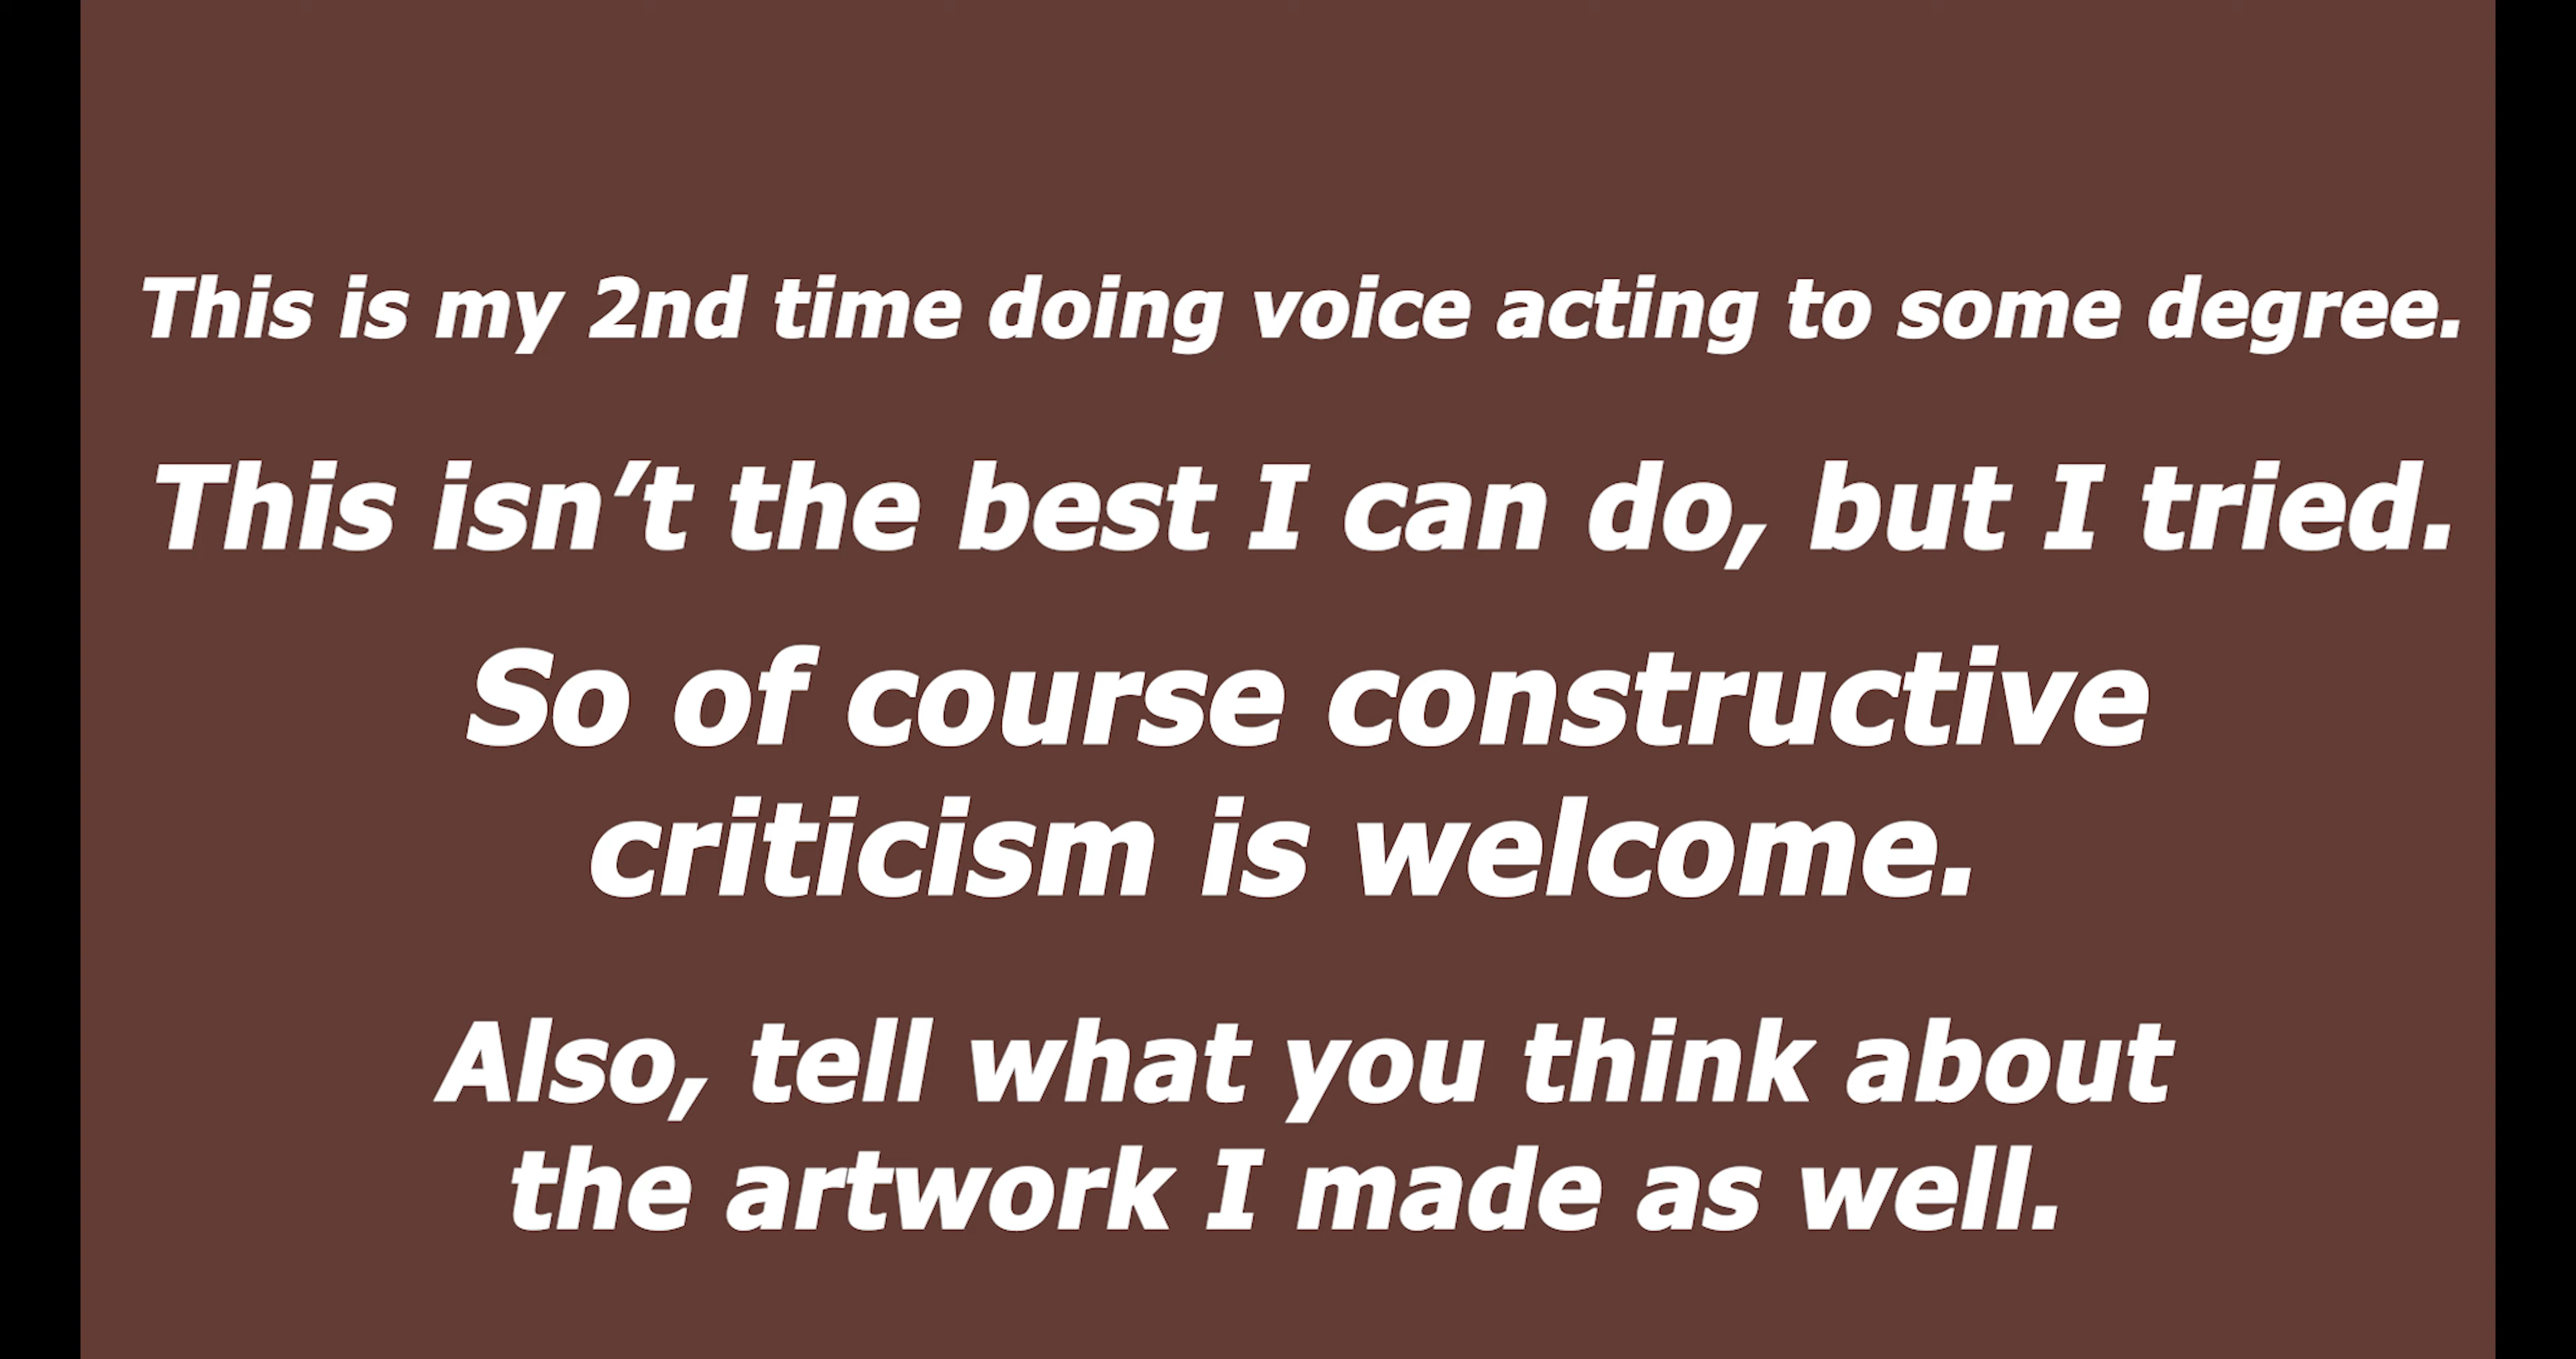 This is my 2nd time doing voice acting to some degree.
This isn’t the best I can do, but I tried.
So of course constructive
criticism is welcome.
Also, tell what you think about
the artwork I made as well.